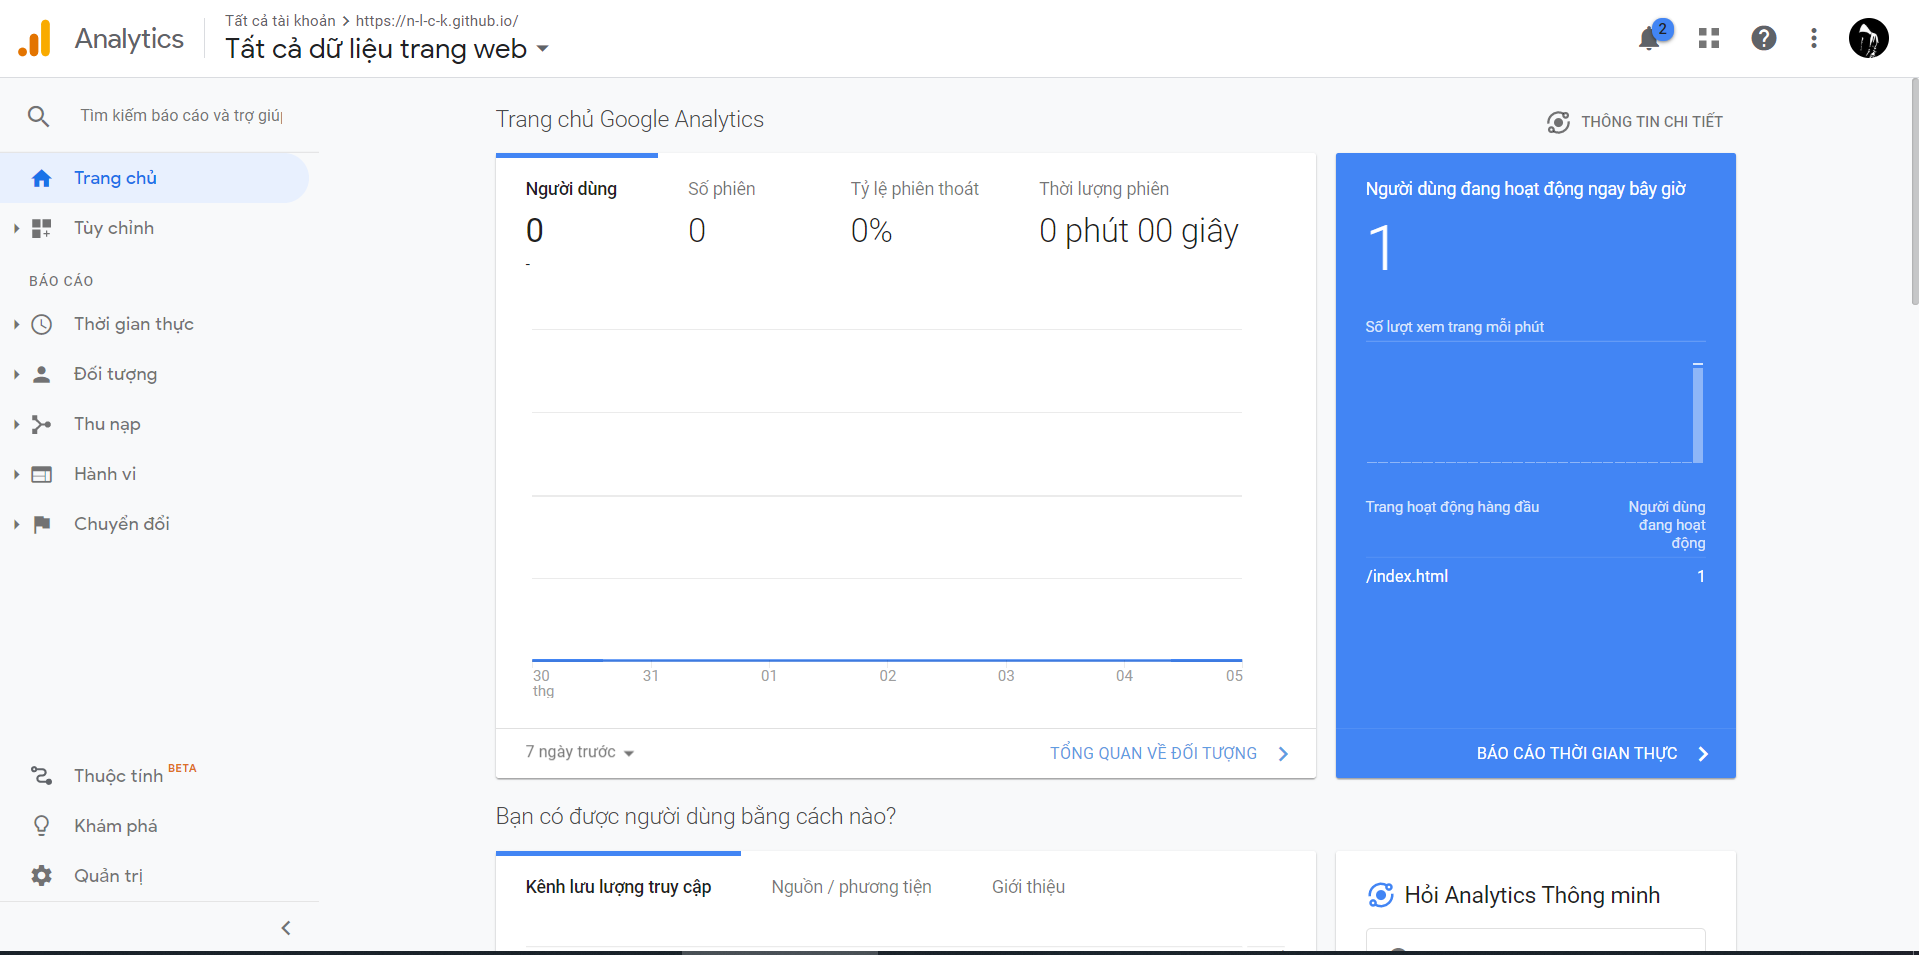 Analytics
Tất cả tài khoản > https://n-l-c-k.github.io/
Tất cả dữ liệu trang web
2
Tìm kiếm báo cáo và trợ giúp
Trang chủ
Tùy chỉnh
BÁO CÁO
Thời gian thực
Đối tượng
Thu nạp
Hành vi
Chuyển đổi
Thuộc tính BETA
Khám phá
Quản trị
Trang chủ Google Analytics
THÔNG TIN CHI TIẾT
Người dùng
0
-
Số phiên
0
Tỷ lệ phiên thoát
0%
Thời lượng phiên
0 phút 00 giây
30 31 01 02 03 04 05
thg
7 ngày trước
TỔNG QUAN VỀ ĐỐI TƯỢNG
Người dùng đang hoạt động ngay bây giờ
1
Số lượt xem trang mỗi phút
Trang hoạt động hàng đầu
Người dùng
đang hoạt
động
/index.html 1
BÁO CÁO THỜI GIAN THỰC
Bạn có được người dùng bằng cách nào?
Kênh lưu lượng truy cập
Nguồn / phương tiện
Giới thiệu
Hỏi Analytics Thông minh